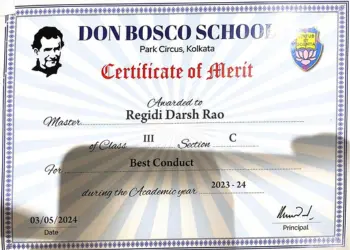 DON BOSCO SCHOOL
Park Circus, Kolkata
Certificate of Merit
Awarded to
Master Regidi Darsh Rao
of Class III Section C
For Best Conduct
during the Academic year 2023 - 24
03/05/2024
Date
Principal